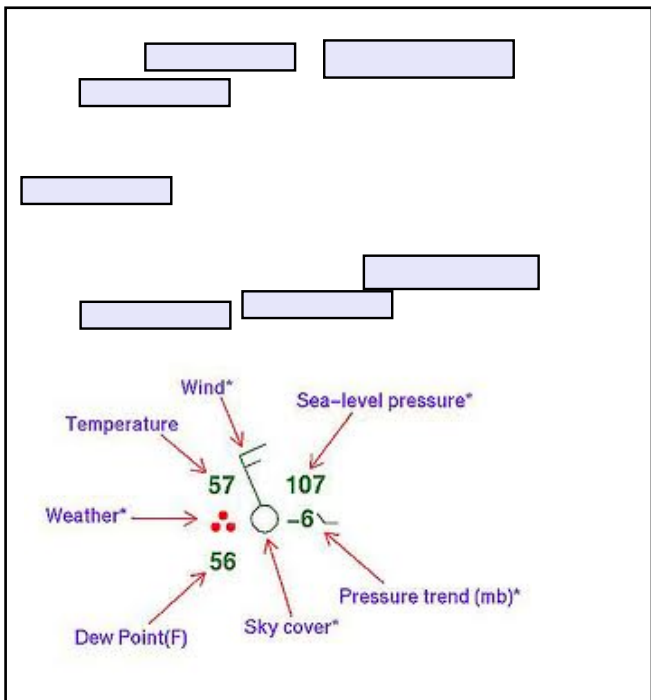 Wind*
Sea-level pressure*
Temperature
57 107
Weather* -6
56
Pressure trend (mb)*
Sky cover*
Dew Point(F)